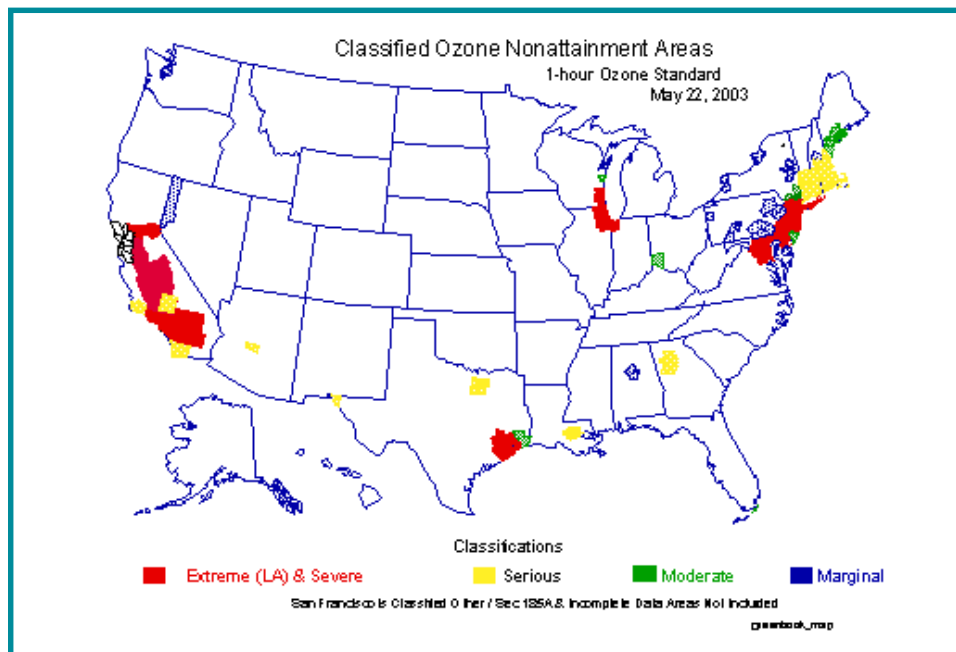 Classified Ozone Nonattainment Areas
1-hour Ozone Standard
May 22, 2003
Classifications
Extreme (LA) & Severe
Serious
Moderate
Marginal
San Francisco is Classified Other / Sec 185A & Incomplete Data Areas Not Included
greenbook_map